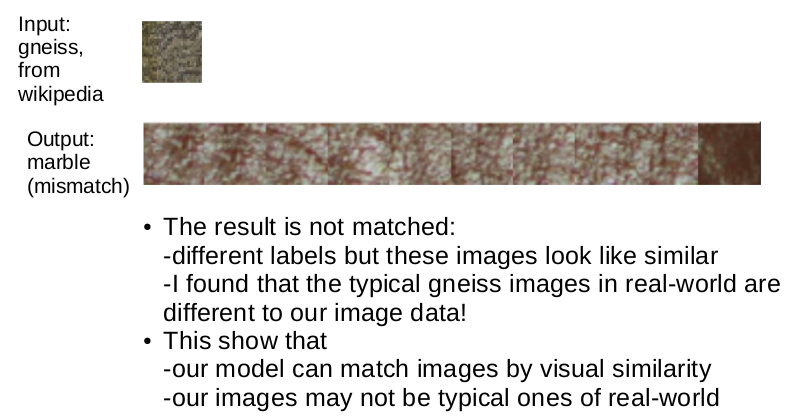 Input:
gneiss,
from
wikipedia
Output:
marble
(mismatch)
• The result is not matched:
-different labels but these images look like similar
-I found that the typical gneiss images in real-world are
different to our image data!
• This show that
-our model can match images by visual similarity
-our images may not be typical ones of real-world